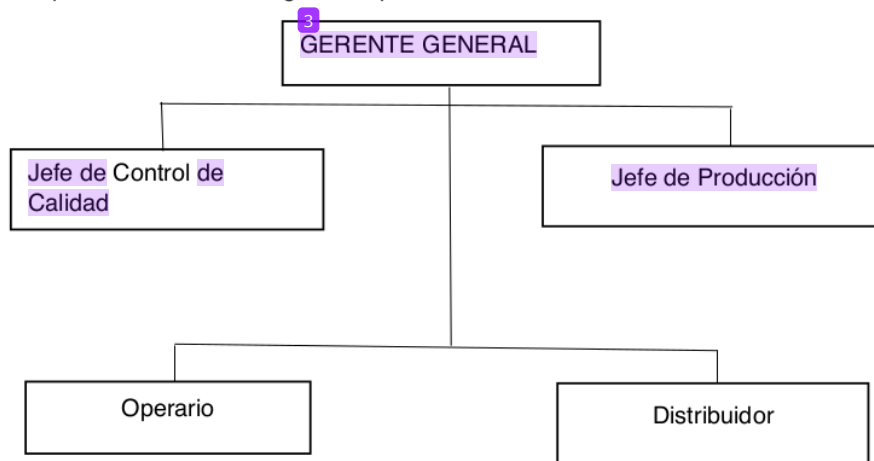 3
GERENTE GENERAL
Jefe de Control de
Calidad
Jefe de Producción
Operario
Distribuidor